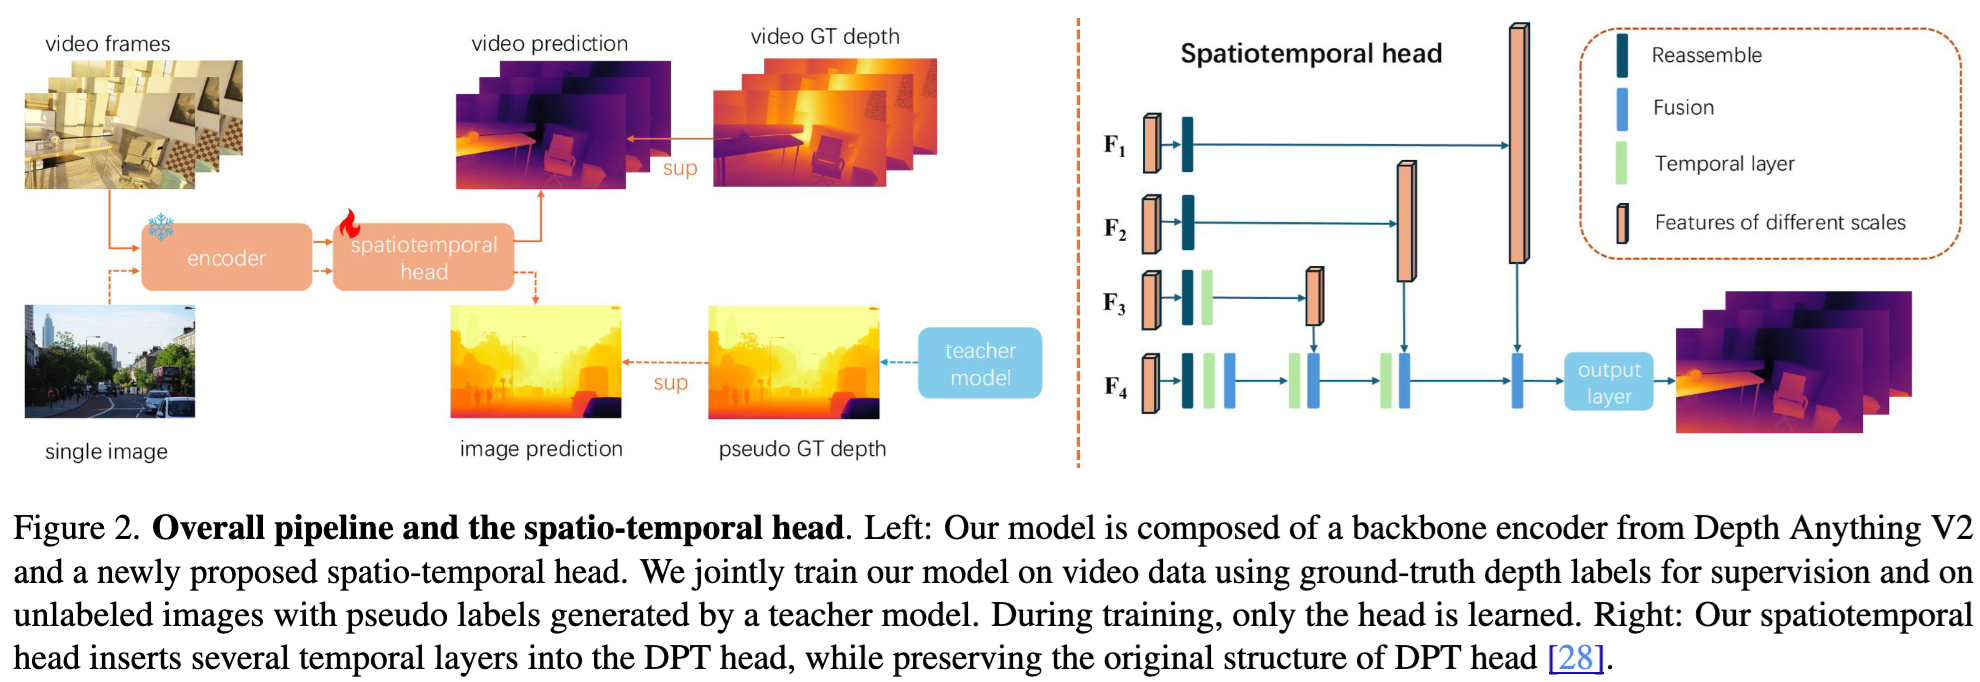 video frames
video prediction
video GT depth
sup
encoder
spatiotemporal
head
sup
teacher
model
single image
image prediction
pseudo GT depth
Spatiotemporal head
F1
F2
F3
F4
output
layer
Reassemble
Fusion
Temporal layer
Features of different scales
Figure 2. Overall pipeline and the spatio-temporal head. Left: Our model is composed of a backbone encoder from Depth Anything V2
and a newly proposed spatio-temporal head. We jointly train our model on video data using ground-truth depth labels for supervision and on
unlabeled images with pseudo labels generated by a teacher model. During training, only the head is learned. Right: Our spatiotemporal
head inserts several temporal layers into the DPT head, while preserving the original structure of DPT head [28].